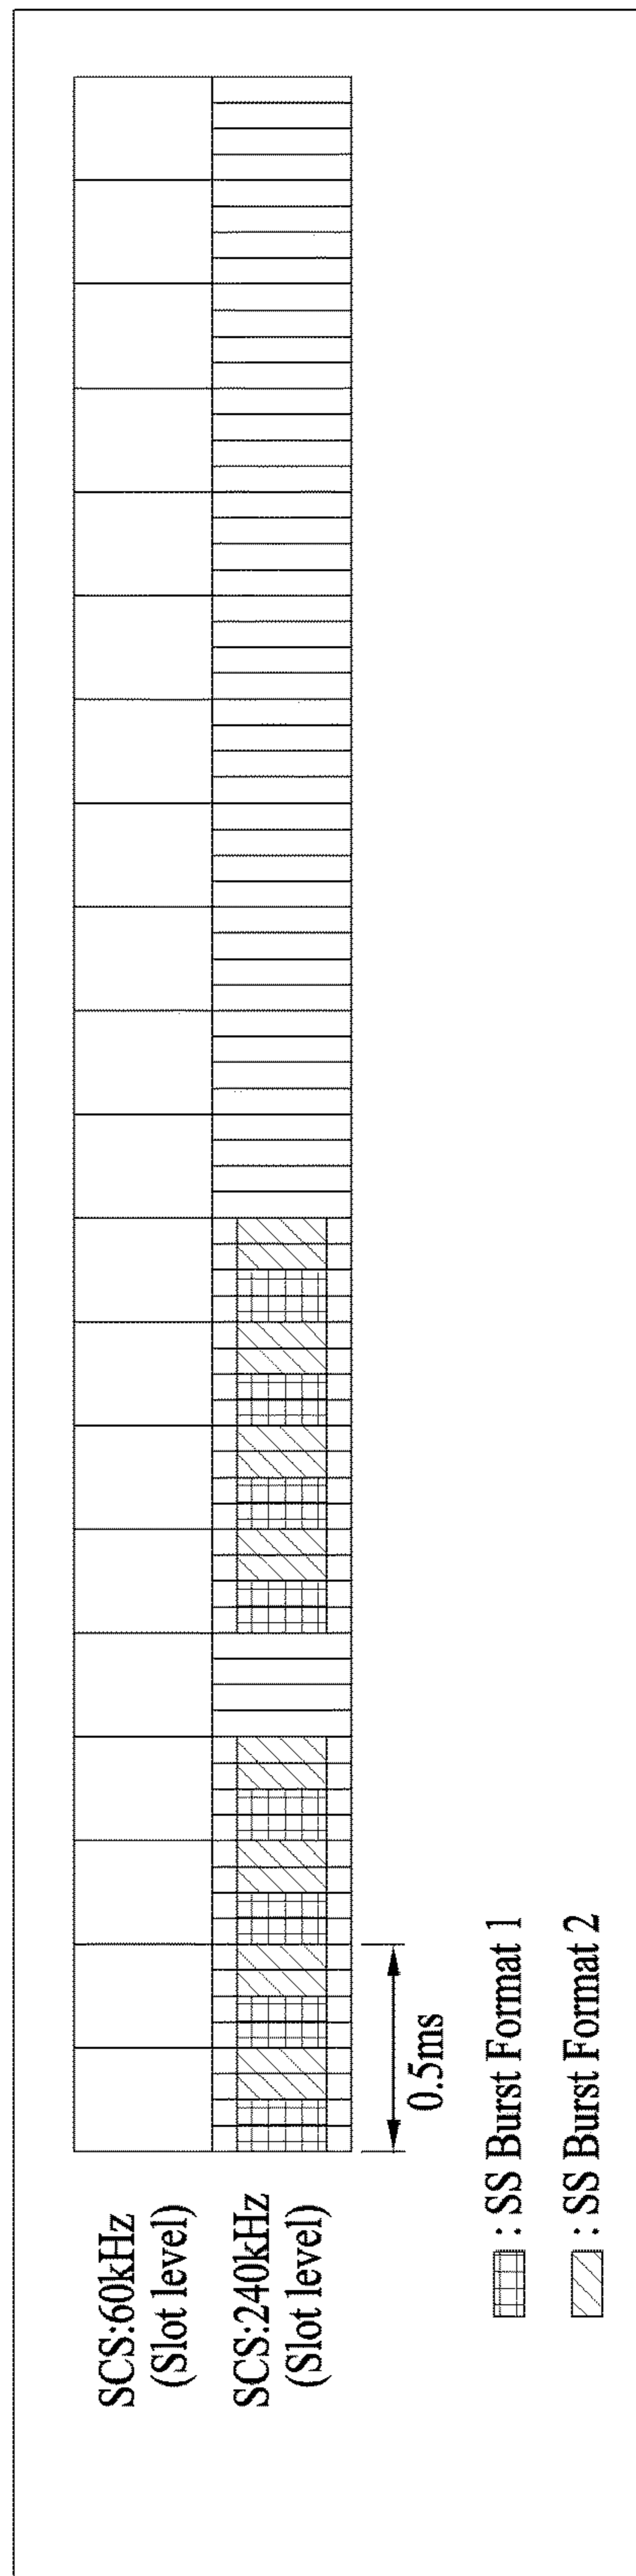 SCS:60kHz
(Slot level)
SCS:240kHz
(Slot level)
0.5ms
: SS Burst Format 1
: SS Burst Format 2